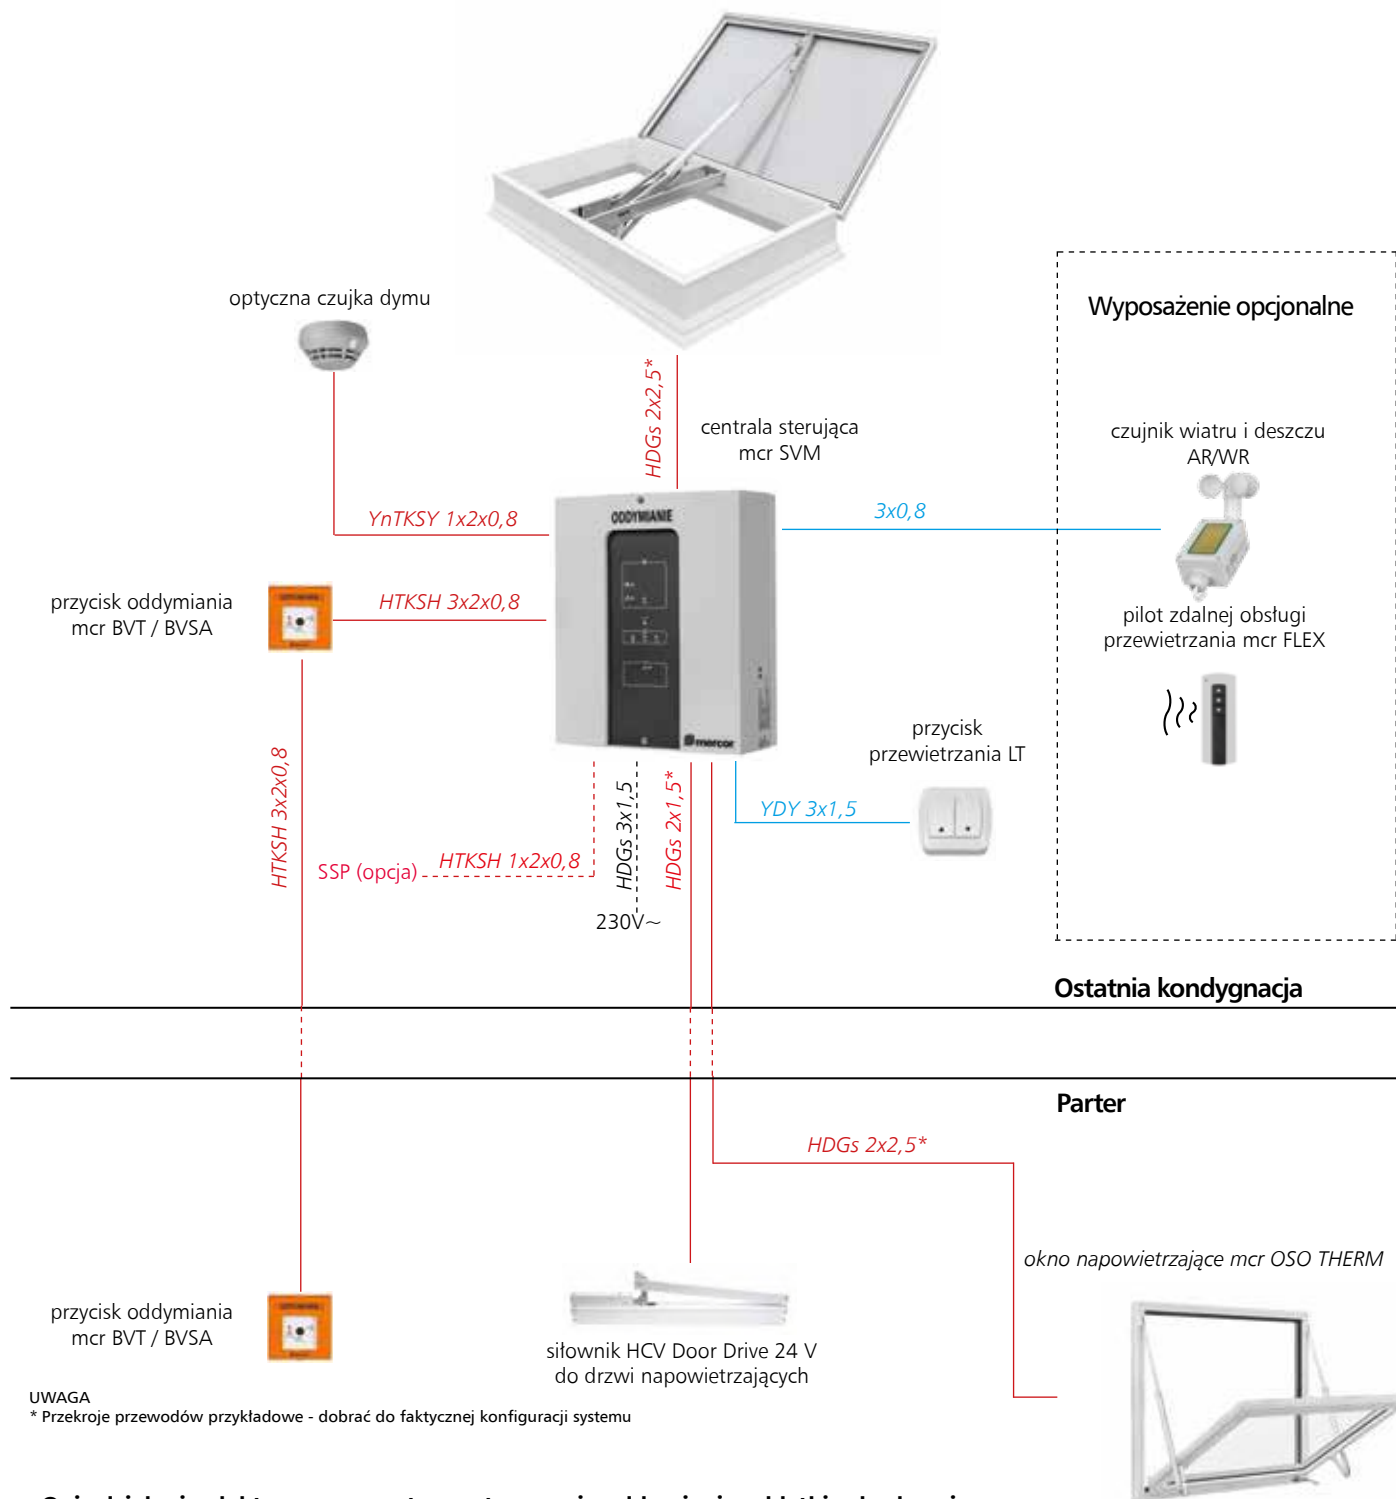 optyczna czujka dymu
Wyposażenie opcjonalne
HDGs 2x2,5*
centrala sterująca
mcr SVM
czujnik wiatru i deszczu
AR/WR
YnTKSY 1x2x0,8
ODDYMIANIE
3x0,8
przycisk oddymiania
mcr BVT / BVSA
HTKSH 3x2x0,8
pilot zdalnej obsługi
przewietrzania mcr FLEX
mercor
przycisk
przewietrzania LT
HTKSH 3x2x0,8
HDGs 3x1,5
HDGs 2x1,5*
YDY 3x1,5
SSP (opcja)
HTKSH 1x2x0,8
230V~
Ostatnia kondygnacja
Parter
HDGs 2x2,5*
okno napowietrzające mcr OSO THERM
przycisk oddymiania
mcr BVT / BVSA
siłownik HCV Door Drive 24 V
do drzwi napowietrzających
UWAGA
* Przekroje przewodów przykładowe - dobrać do faktycznej konfiguracji systemu